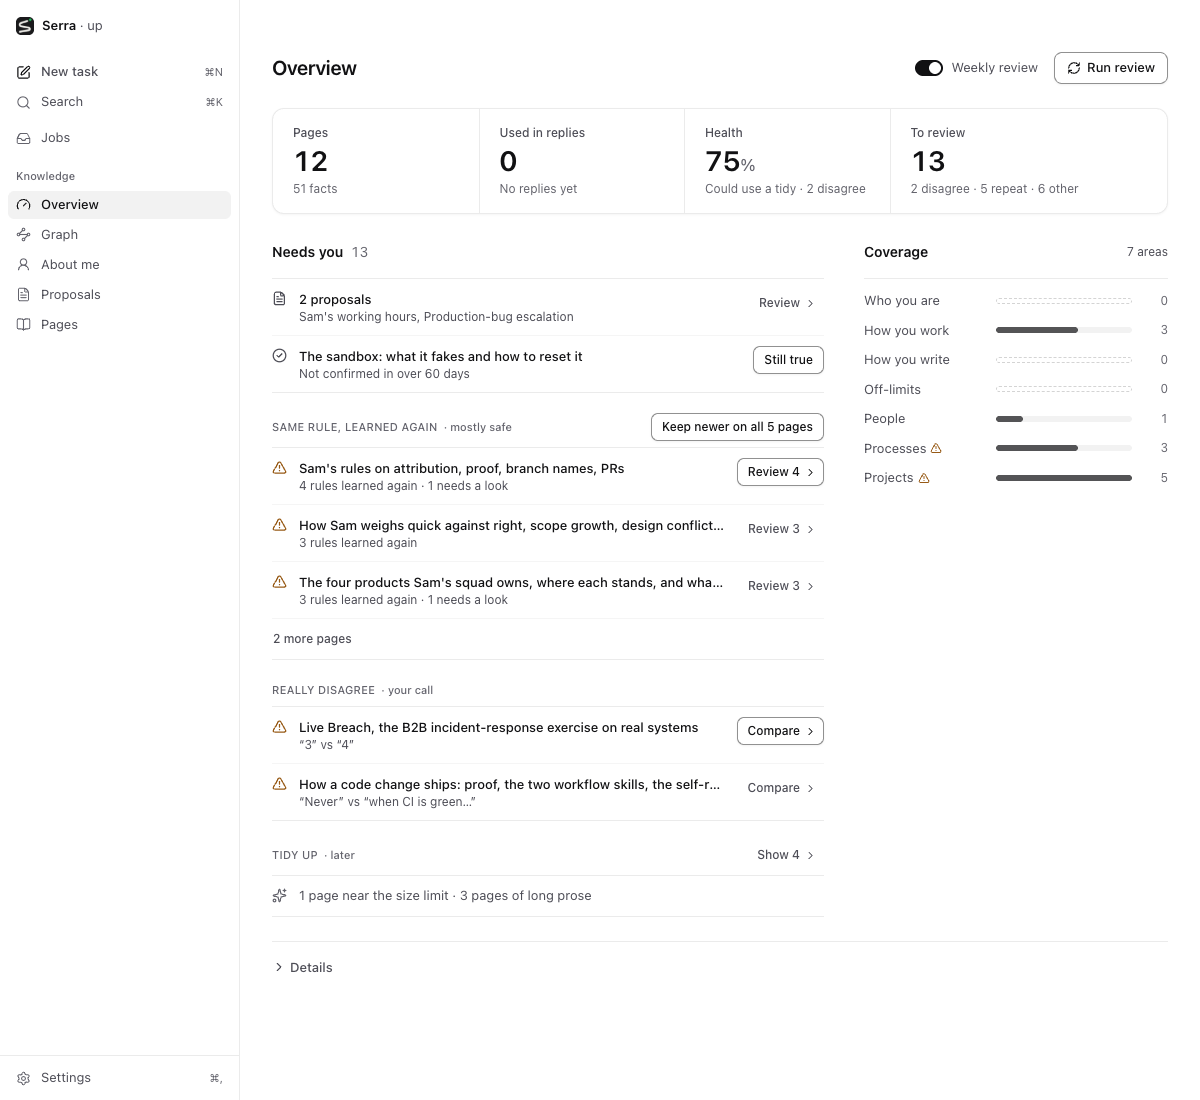 Serra · up
New task ⌘N
Search ⌘K
Jobs
Knowledge
Overview
Graph
About me
Proposals
Pages
Settings ⌘,
Overview
Weekly review
Run review
Pages
12
51 facts
Used in replies
0
No replies yet
Health
75%
Could use a tidy · 2 disagree
To review
13
2 disagree · 5 repeat · 6 other
Needs you 13
2 proposals
Sam's working hours, Production-bug escalation
Review
The sandbox: what it fakes and how to reset it
Not confirmed in over 60 days
Still true
SAME RULE, LEARNED AGAIN · mostly safe
Keep newer on all 5 pages
Sam's rules on attribution, proof, branch names, PRs
4 rules learned again · 1 needs a look
Review 4
How Sam weighs quick against right, scope growth, design conflict...
3 rules learned again
Review 3
The four products Sam's squad owns, where each stands, and wha...
3 rules learned again · 1 needs a look
Review 3
2 more pages
REALLY DISAGREE · your call
Live Breach, the B2B incident-response exercise on real systems
“3” vs “4”
Compare
How a code change ships: proof, the two workflow skills, the self-r...
“Never” vs “when CI is green…”
Compare
TIDY UP · later
Show 4
1 page near the size limit · 3 pages of long prose
Details
Coverage 7 areas
Who you are 0
How you work 3
How you write 0
Off-limits 0
People 1
Processes 3
Projects 5